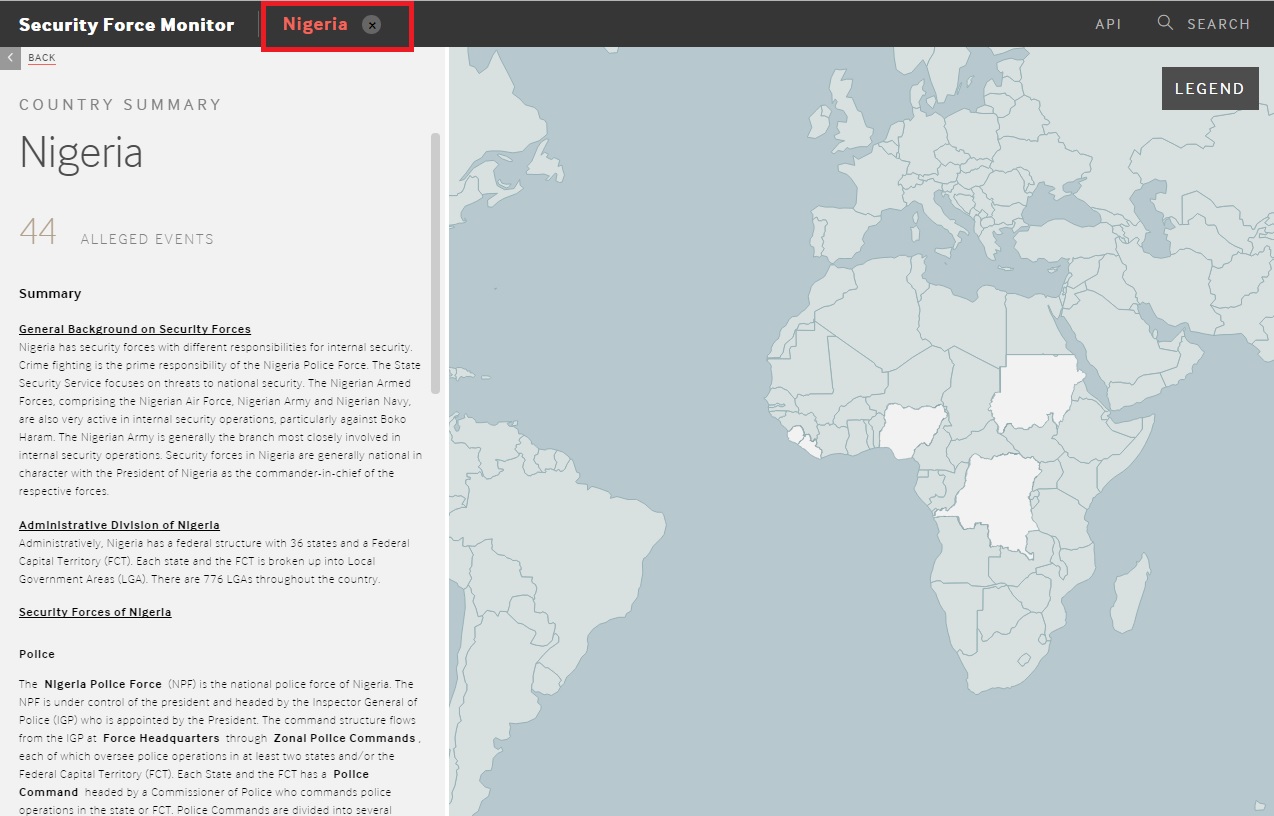 Security Force Monitor
Nigeria
API
SEARCH
BACK
LEGEND
COUNTRY SUMMARY
Nigeria
44 ALLEGED EVENTS
Summary
General Background on Security Forces
Nigeria has security forces with different responsibilities for internal security.
Crime fighting is the prime responsibility of the Nigeria Police Force. The State
Security Service focuses on threats to national security. The Nigerian Armed
Forces, comprising the Nigerian Air Force, Nigerian Army and Nigerian Navy,
are also very active in internal security operations, particularly against Boko
Haram. The Nigerian Army is generally the branch most closely involved in
internal security operations. Security forces in Nigeria are generally national in
character with the President of Nigeria as the commander-in-chief of the
respective forces.
Administrative Division of Nigeria
Administratively, Nigeria has a federal structure with 36 states and a Federal
Capital Territory (FCT). Each state and the FCT is broken up into Local
Government Areas (LGA). There are 776 LGAs throughout the country.
Security Forces of Nigeria
Police
The Nigeria Police Force (NPF) is the national police force of Nigeria. The
NPF is under control of the president and headed by the Inspector General of
Police (IGP) who is appointed by the President. The command structure flows
from the IGP at Force Headquarters through Zonal Police Commands ,
each of which oversee police operations in at least two states and/or the
Federal Capital Territory (FCT). Each State and the FCT has a Police
Command headed by a Commissioner of Police who commands police
operations in the state or FCT. Police Commands are divided into several